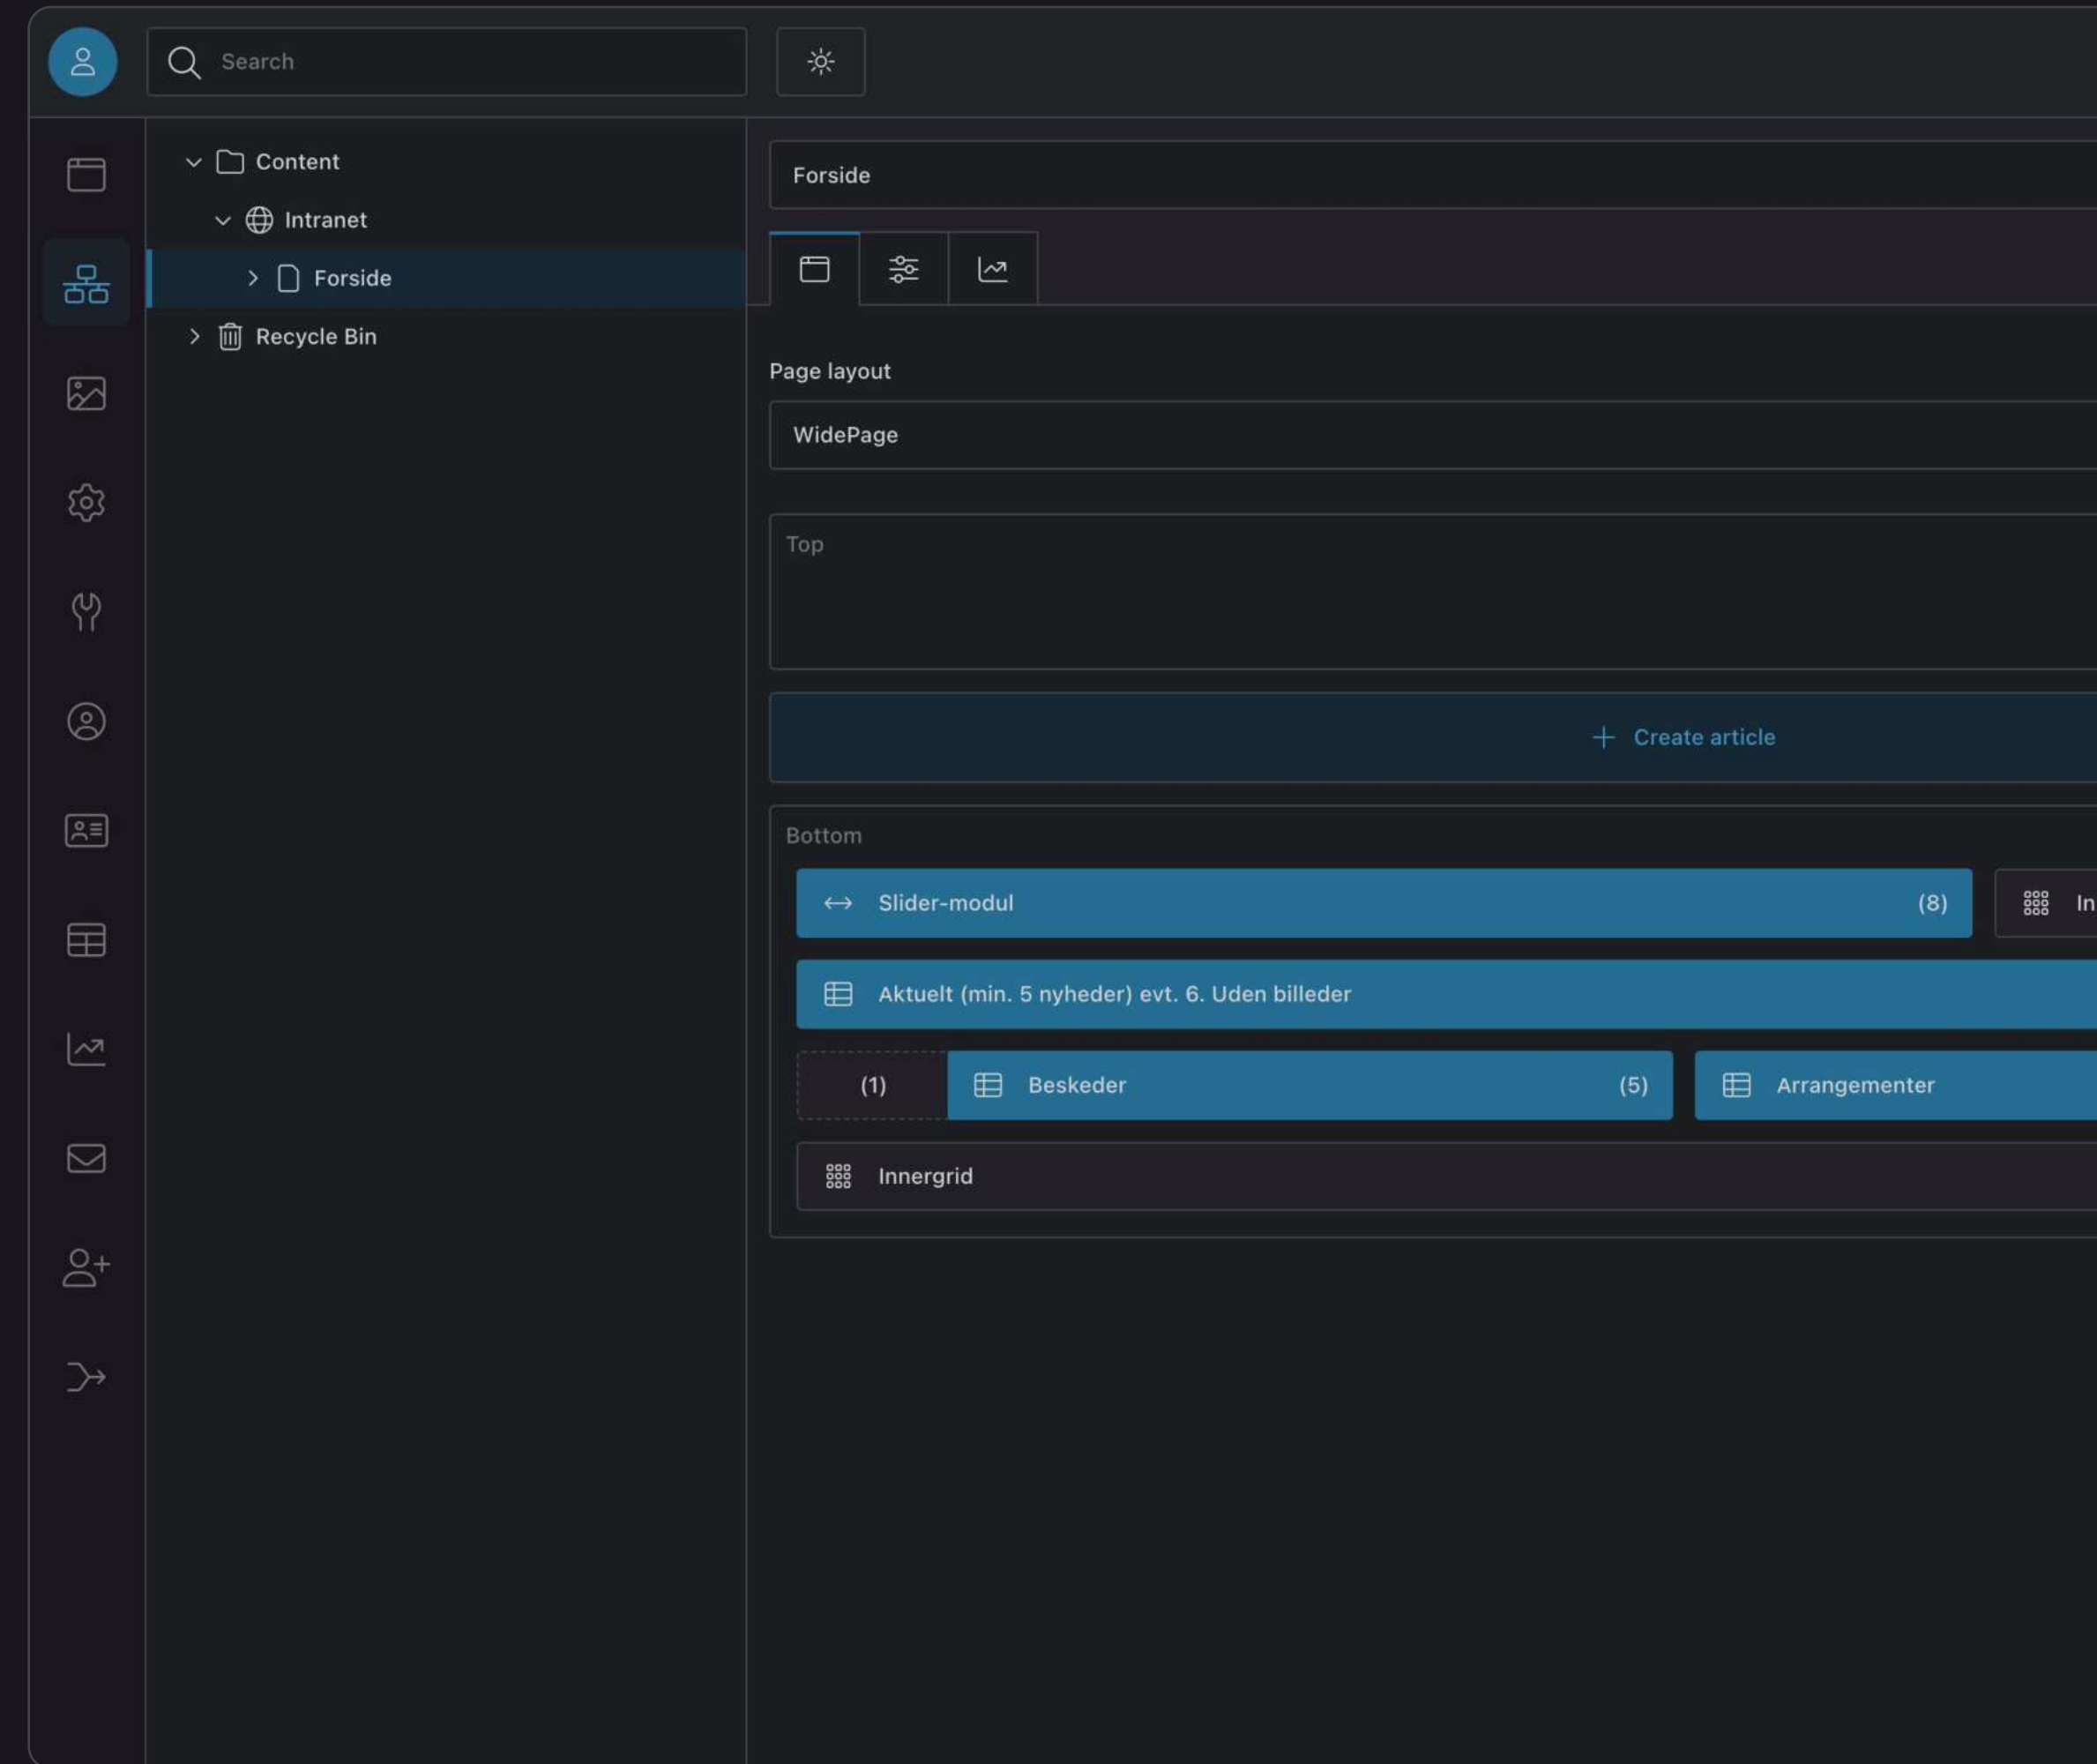 Search
Content
Intranet
Forside
Recycle Bin
Forside
Page layout
WidePage
Top
Create article
Bottom
Slider-modul (8) In
Aktuelt (min. 5 nyheder) evt. 6. Uden billeder
(1) Beskeder (5) Arrangementer
Innergrid